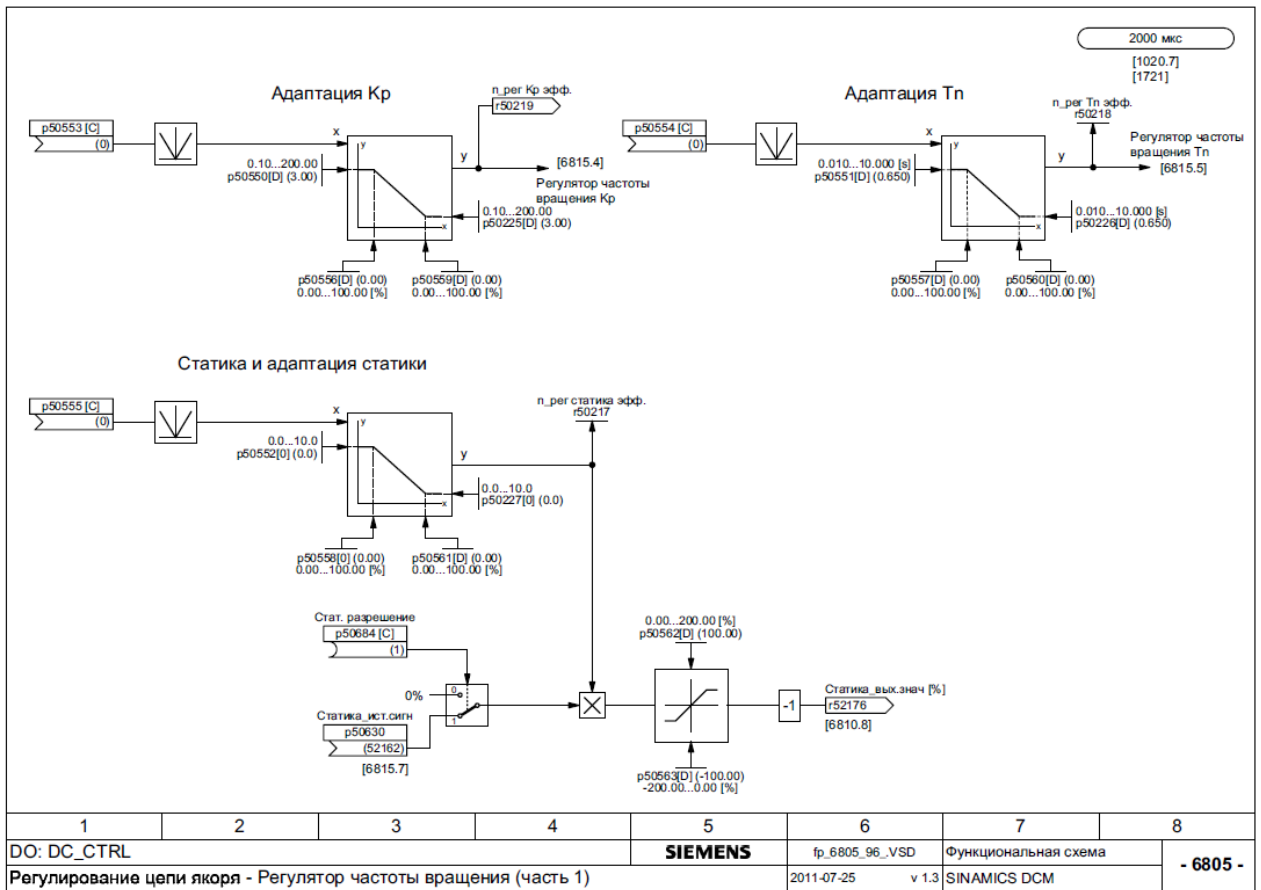 2000 мкс
[1020.7]
[1721]
Адаптация Kp
p50553 [C]
(0)
x
y
x
0.10...200.00
p50550[D] (3.00)
n_рег Кр эфф.
r50219
y
[6815.4]
Регулятор частоты
вращения Kp
0.10...200.00
p50225[D] (3.00)
p50556[D] (0.00)
0.00...100.00 [%]
p50559[D] (0.00)
0.00...100.00 [%]
Адаптация Tn
p50554 [C]
(0)
x
y
x
0.010...10.000 [s]
p50551[D] (0.650)
n_рег Tn эфф.
r50218
y
Регулятор частоты
вращения Tn
[6815.5]
0.010...10.000 [s]
p50226[D] (0.650)
p50557[D] (0.00)
0.00...100.00 [%]
p50560[D] (0.00)
0.00...100.00 [%]
Статика и адаптация статики
p50555 [C]
(0)
x
y
x
0.0...10.0
p50552[0] (0.0)
n_рег статика эфф.
r50217
y
0.0...10.0
p50227[0] (0.0)
p50558[0] (0.00)
0.00...100.00 [%]
p50561[D] (0.00)
0.00...100.00 [%]
Стат. разрешение
p50684 [C]
(1)
0%
0
1
Статика_ист.сигн
p50630
(52162)
[6815.7]
0.00...200.00 [%]
p50562[D] (100.00)
p50563[D] (-100.00)
-200.00...0.00 [%]
-1
Статика_вых.знач [%]
r52176
[6810.8]
1 2 3 4 5 6 7 8
DO: DC_CTRL
SIEMENS
fp_6805_96_.VSD
Функциональная схема
- 6805 -
Регулирование цепи якоря - Регулятор частоты вращения (часть 1)
2011-07-25 v 1.3
SINAMICS DCM